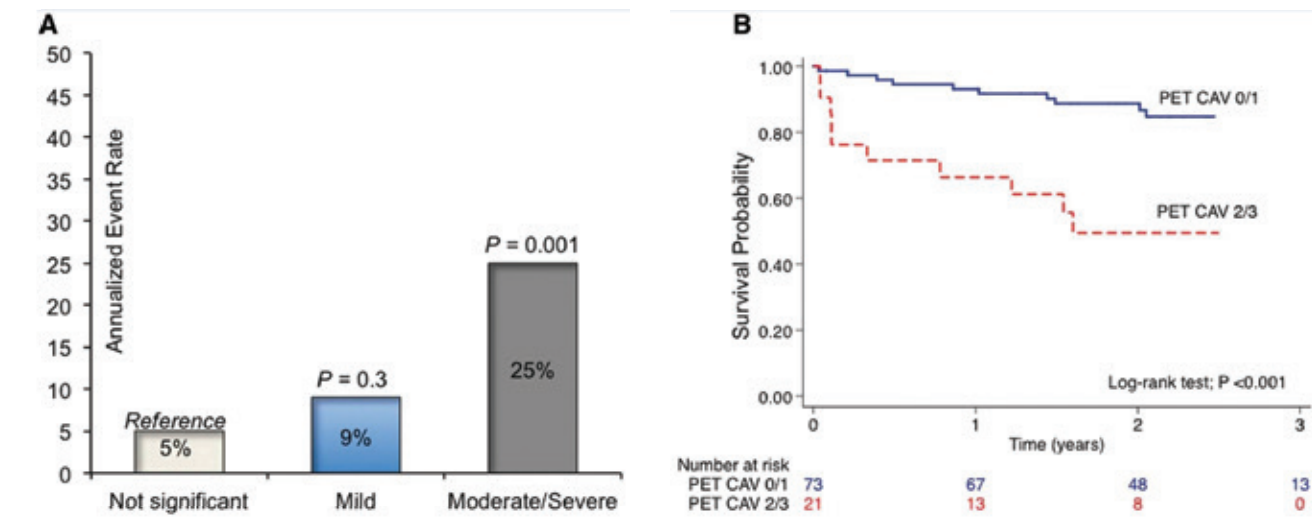 A
50
45
40
35
30
25
20
15
10
5
0
Annualized Event Rate
Reference
5%
P = 0.3
9%
P = 0.001
25%
Not significant
Mild
Moderate/Severe
B
1.00
0.80
0.60
0.40
0.20
0.00
Survival Probability
PET CAV 0/1
PET CAV 2/3
Log-rank test; P <0.001
0 1 2 3
Time (years)
Number at risk
PET CAV 0/1 73 67 48 13
PET CAV 2/3 21 13 8 0